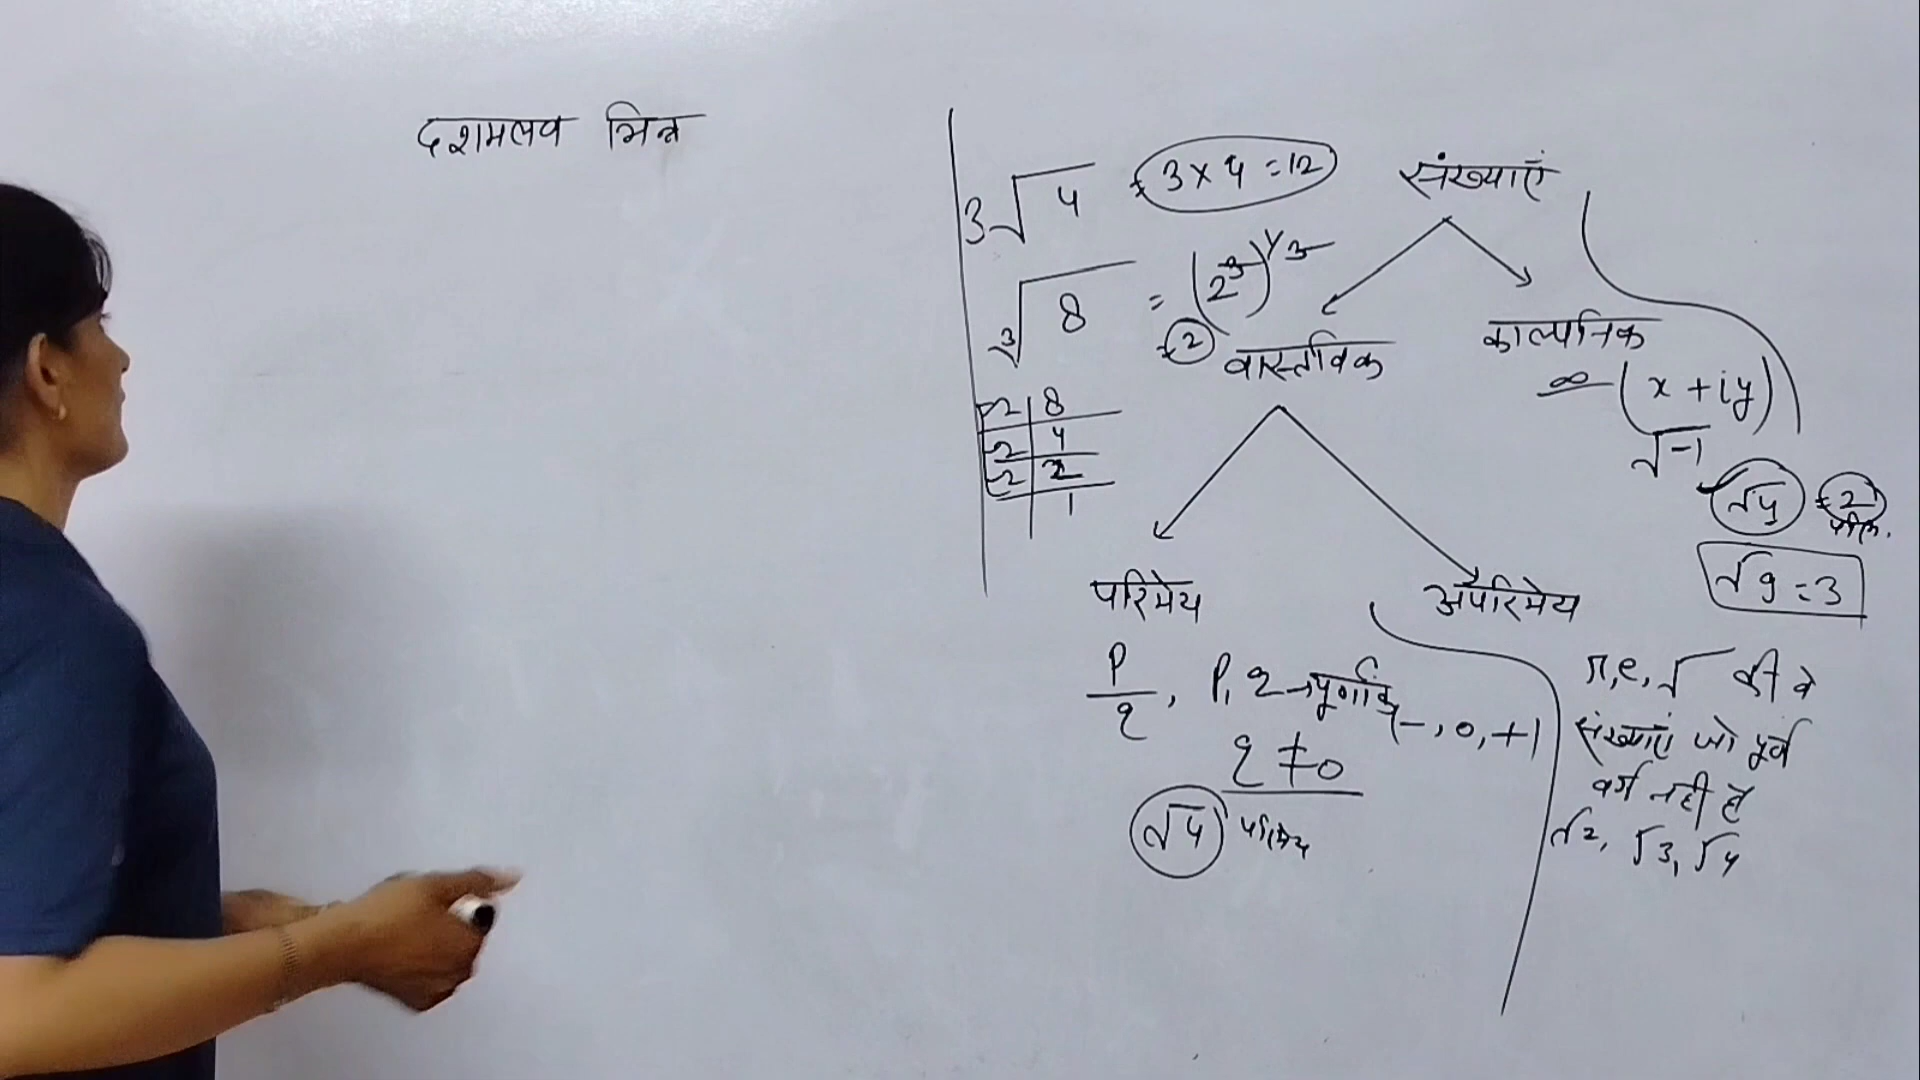 दशमलव भिन्न
3√4 = 3 × 4 = 12
∛8 = (2³)^1/3
= 2
2 | 8
2 | 4
2 | 2
1
संख्याएं
वास्तविक
काल्पनिक
∞ (x + iy)
√-1
√4 = 2
√9 = 3
परिमेय
अपरिमेय
p/q, p, q → पूर्णांक
-, 0, +1
q ≠ 0
√4 परिमेय
π, e, √ की वे
संख्याएं जो पूर्ण
वर्ग नहीं हैं
√2, √3, √4